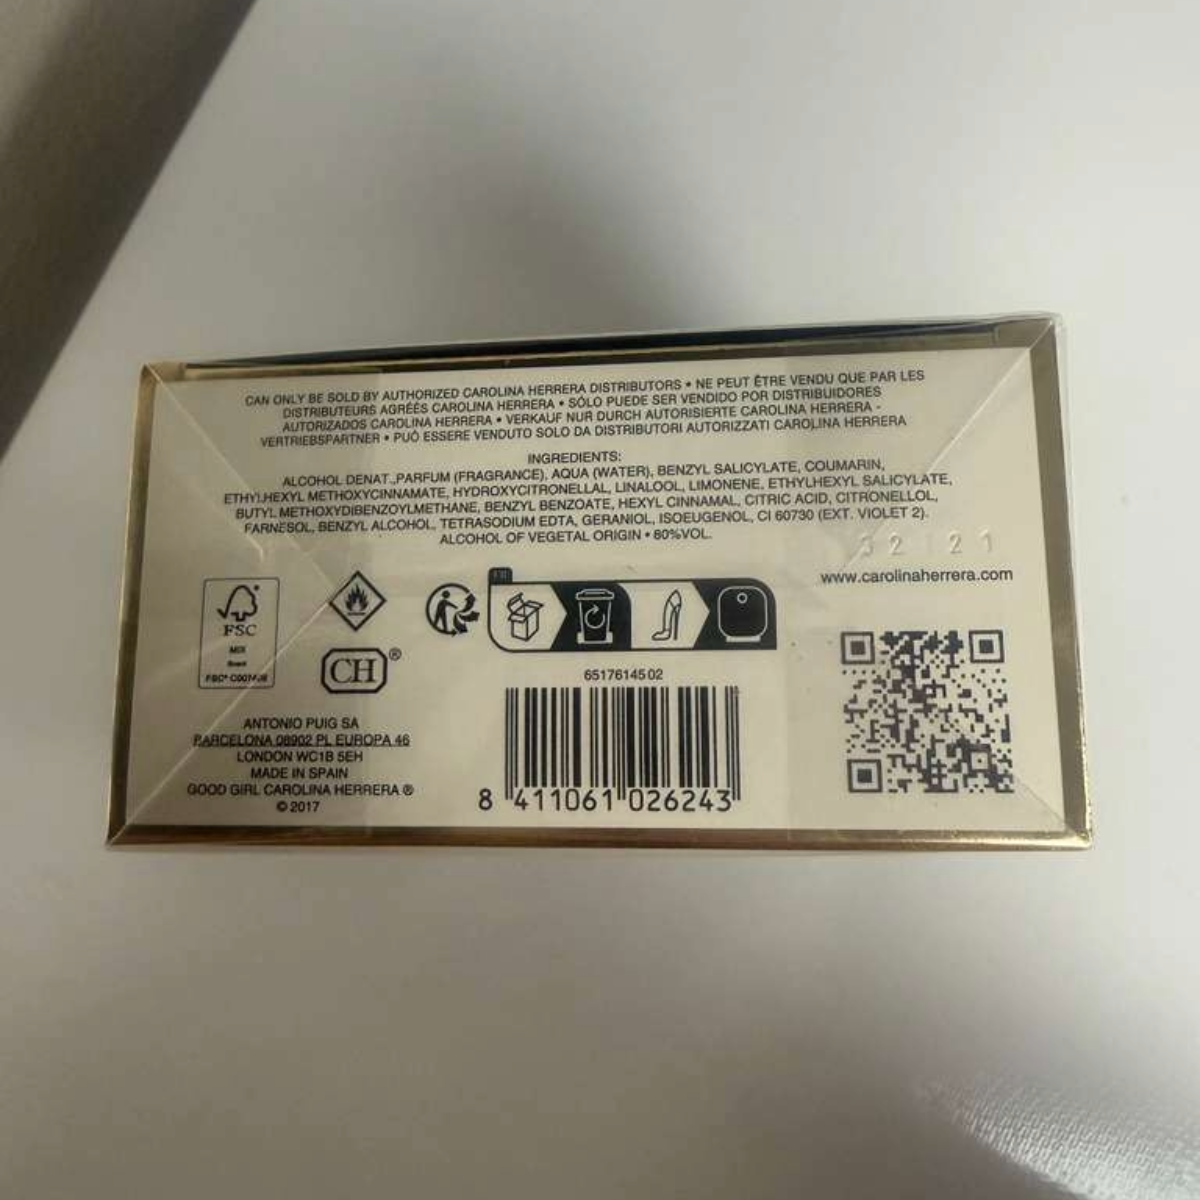 CAN ONLY BE SOLD BY AUTHORIZED CAROLINA HERRERA DISTRIBUTORS • NE PEUT ÊTRE VENDU QUE PAR LES
DISTRIBUTEURS AGRÉÉS CAROLINA HERRERA • SÓLO PUEDE SER VENDIDO POR DISTRIBUIDORES
AUTORIZADOS CAROLINA HERRERA • VERKAUF NUR DURCH AUTORISIERTE CAROLINA HERRERA -
VERTRIEBSPARTNER • PUÒ ESSERE VENDUTO SOLO DA DISTRIBUTORI AUTORIZZATI CAROLINA HERRERA
INGREDIENTS:
ALCOHOL DENAT., PARFUM (FRAGRANCE), AQUA (WATER), BENZYL SALICYLATE, COUMARIN,
ETHYLHEXYL METHOXYCINNAMATE, HYDROXYCITRONELLAL, LINALOOL, LIMONENE, ETHYLHEXYL SALICYLATE,
BUTYL METHOXYDIBENZOYLMETHANE, BENZYL BENZOATE, HEXYL CINNAMAL, CITRIC ACID, CITRONELLOL,
FARNESOL, BENZYL ALCOHOL, TETRASODIUM EDTA, GERANIOL, ISOEUGENOL, CI 60730 (EXT. VIOLET 2).
ALCOHOL OF VEGETAL ORIGIN • 80%VOL.
32 21
www.carolinaherrera.com
FSC
MIX
Board
CH®
6517614502
ANTONIO PUIG SA
BARCELONA 08902 PL EUROPA 46
LONDON WC1B 5EH
MADE IN SPAIN
GOOD GIRL CAROLINA HERRERA ®
© 2017
8 411061 026243